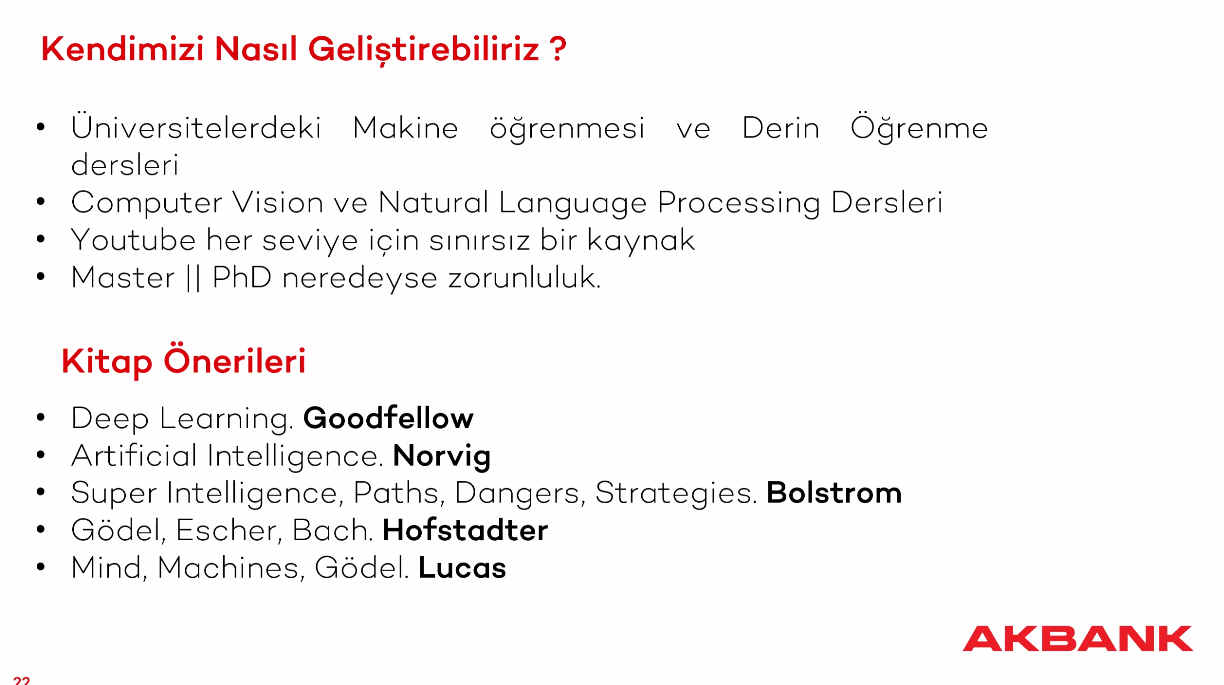 Kendimizi Nasıl Geliştirebiliriz ?
• Üniversitelerdeki Makine öğrenmesi ve Derin Öğrenme
dersleri
• Computer Vision ve Natural Language Processing Dersleri
• Youtube her seviye için sınırsız bir kaynak
• Master || PhD neredeyse zorunluluk.
Kitap Önerileri
• Deep Learning. Goodfellow
• Artificial Intelligence. Norvig
• Super Intelligence, Paths, Dangers, Strategies. Bolstrom
• Gödel, Escher, Bach. Hofstadter
• Mind, Machines, Gödel. Lucas
AKBANK
22